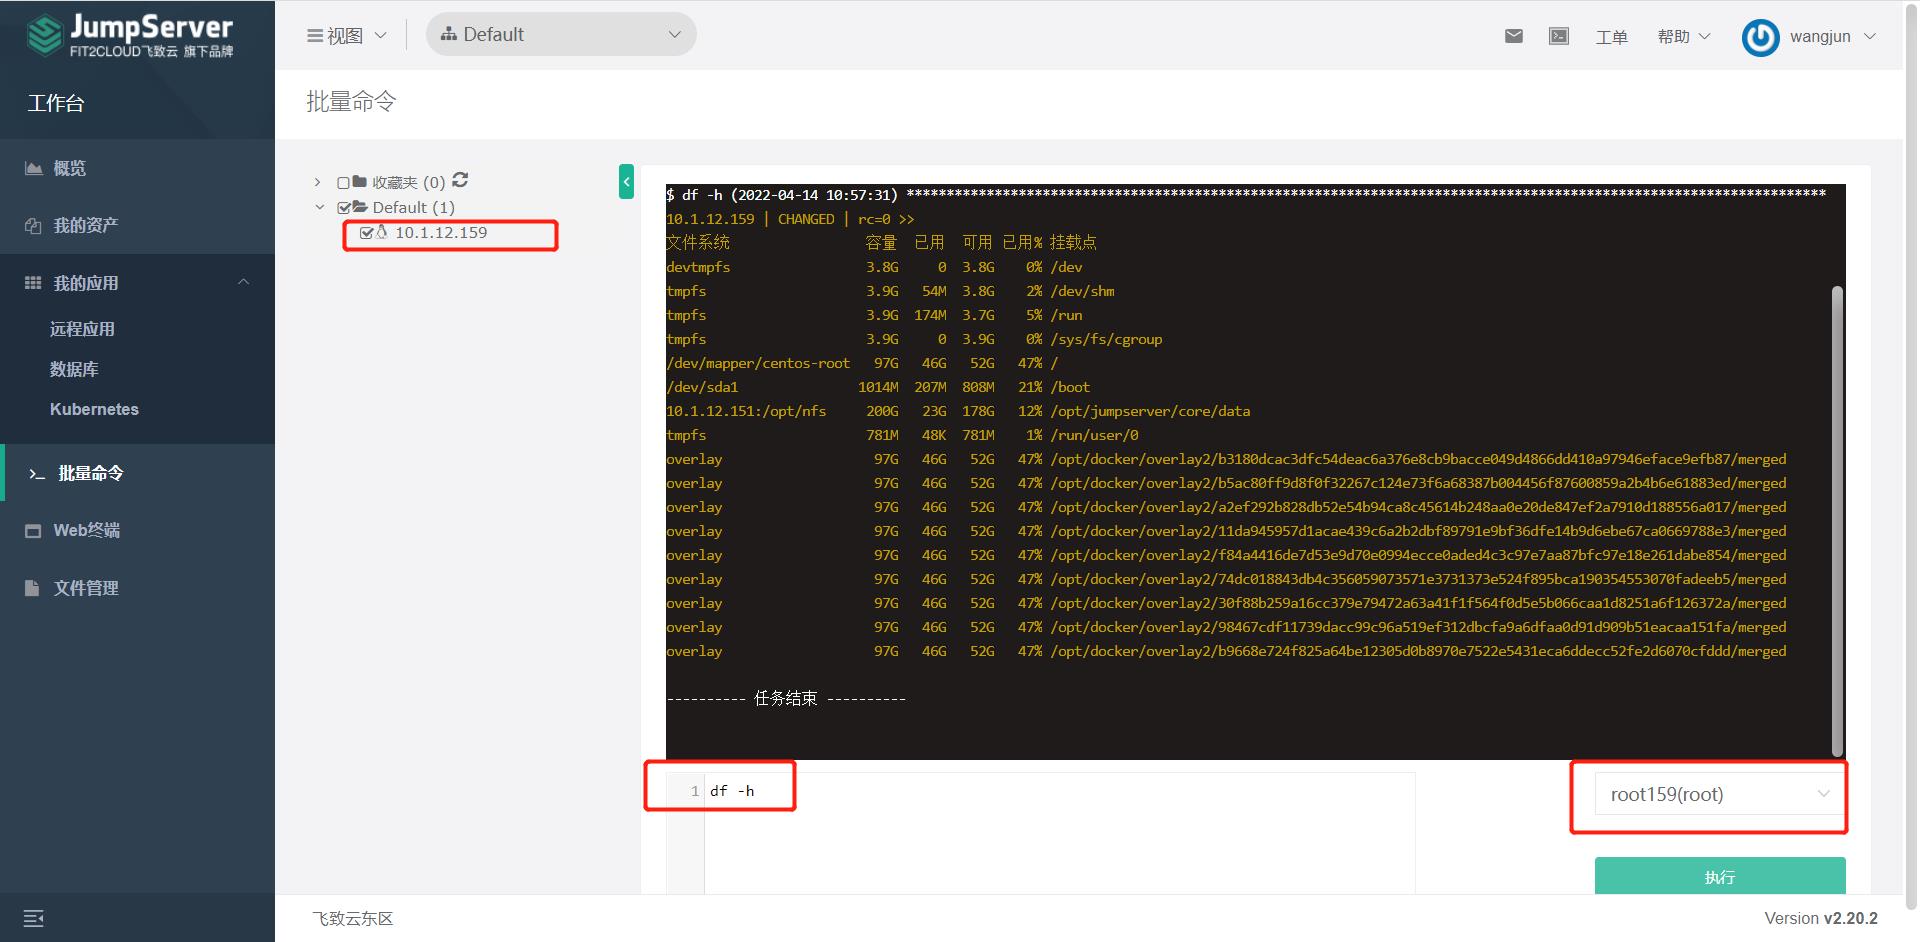 JumpServer
FIT2CLOUD飞致云 旗下品牌
视图
Default
工单
帮助
wangjun
工作台
批量命令
概览
我的资产
我的应用
远程应用
数据库
Kubernetes
批量命令
Web终端
文件管理
收藏夹 (0)
Default (1)
10.1.12.159
$ df -h (2022-04-14 10:57:31) *******************************************************************************************************************
10.1.12.159 | CHANGED | rc=0 >>
文件系统 容量 已用 可用 已用% 挂载点
devtmpfs 3.8G 0 3.8G 0% /dev
tmpfs 3.9G 54M 3.8G 2% /dev/shm
tmpfs 3.9G 174M 3.7G 5% /run
tmpfs 3.9G 0 3.9G 0% /sys/fs/cgroup
/dev/mapper/centos-root 97G 46G 52G 47% /
/dev/sda1 1014M 207M 808M 21% /boot
10.1.12.151:/opt/nfs 200G 23G 178G 12% /opt/jumpserver/core/data
tmpfs 781M 48K 781M 1% /run/user/0
overlay 97G 46G 52G 47% /opt/docker/overlay2/b3180dcac3dfc54deac6a376e8cb9bacce049d4866dd410a97946eface9efb87/merged
overlay 97G 46G 52G 47% /opt/docker/overlay2/b5ac80ff9d8f0f32267c124e73f6a68387b004456f87600859a2b4b6e61883ed/merged
overlay 97G 46G 52G 47% /opt/docker/overlay2/a2ef292b828db52e54b94ca8c45614b248aa0e20de847ef2a7910d188556a017/merged
overlay 97G 46G 52G 47% /opt/docker/overlay2/11da945957d1acae439c6a2b2dbf89791e9bf36dfe14b9d6ebe67ca0669788e3/merged
overlay 97G 46G 52G 47% /opt/docker/overlay2/f84a4416de7d53e9d70e0994ecce0aded4c3c97e7aa87bfc97e18e261dabe854/merged
overlay 97G 46G 52G 47% /opt/docker/overlay2/74dc018843db4c356059073571e3731373e524f895bca190354553070fadeeb5/merged
overlay 97G 46G 52G 47% /opt/docker/overlay2/30f88b259a16cc379e79472a63a41f1f564f0d5e5b066caa1d8251a6f126372a/merged
overlay 97G 46G 52G 47% /opt/docker/overlay2/98467cdf11739dacc99c96a519ef312dbcfa9a6dfaa0d91d909b51eacaa151fa/merged
overlay 97G 46G 52G 47% /opt/docker/overlay2/b9668e724f825a64be12305d0b8970e7522e5431eca6ddecc52fe2d6070cfddd/merged
---------- 任务结束 ----------
1 df -h
root159(root)
执行
飞致云东区
Version v2.20.2